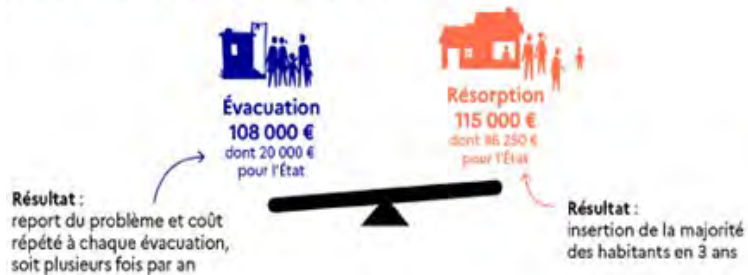 Évacuation
108 000 €
dont 20 000 €
pour l'État
Résultat :
report du problème et coût
répété à chaque évacuation,
soit plusieurs fois par an
Résorption
115 000 €
dont 86 250 €
pour l'État
Résultat :
insertion de la majorité
des habitants en 3 ans